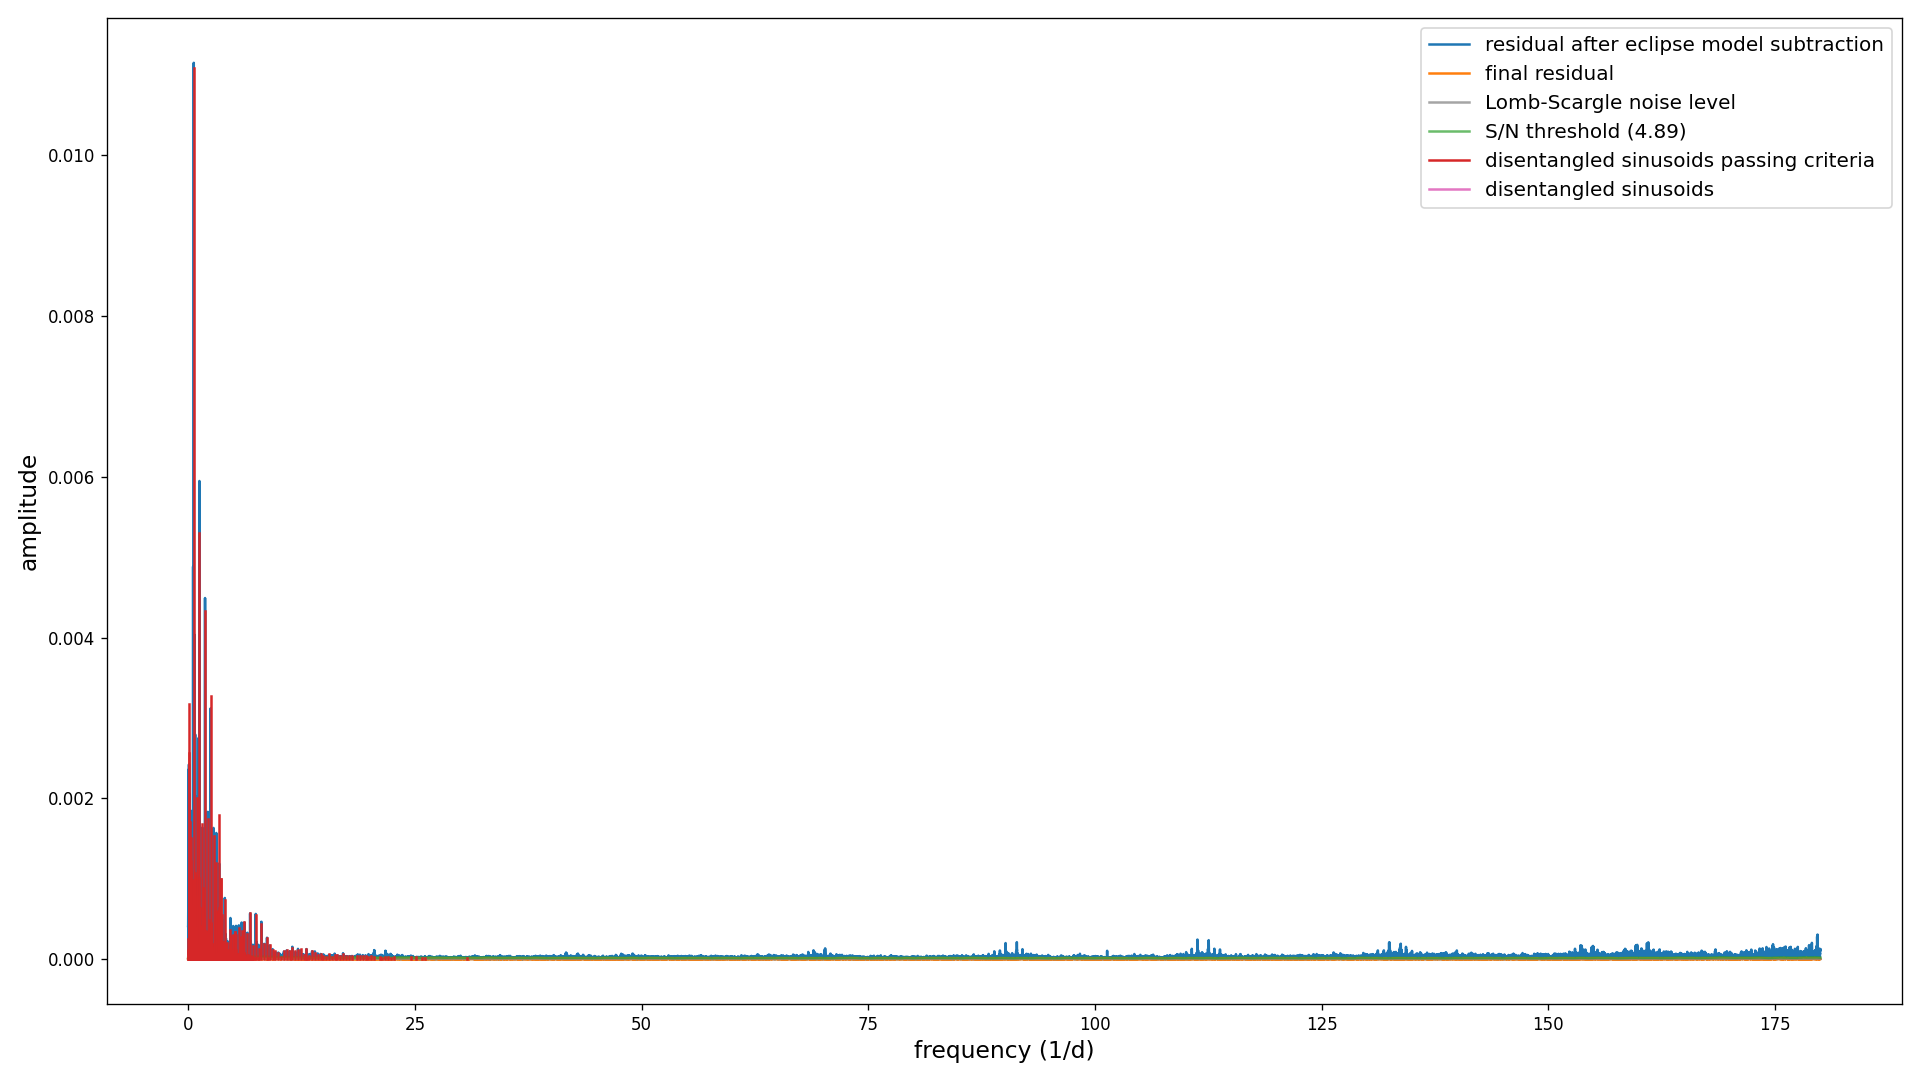 residual after eclipse model subtraction
final residual
Lomb-Scargle noise level
S/N threshold (4.89)
disentangled sinusoids passing criteria
disentangled sinusoids
0.010
0.008
0.006
0.004
0.002
0.000
amplitude
0 25 50 75 100 125 150 175
frequency (1/d)